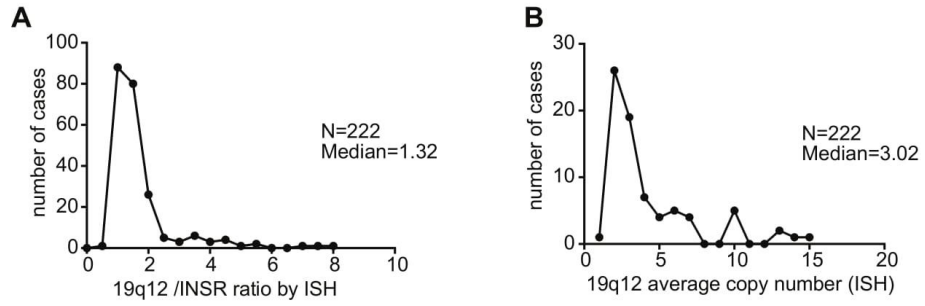 A
number of cases
100
80
60
40
20
0
N=222
Median=1.32
0 2 4 6 8 10
19q12 /INSR ratio by ISH
B
number of cases
30
20
10
0
N=222
Median=3.02
0 5 10 15 20
19q12 average copy number (ISH)